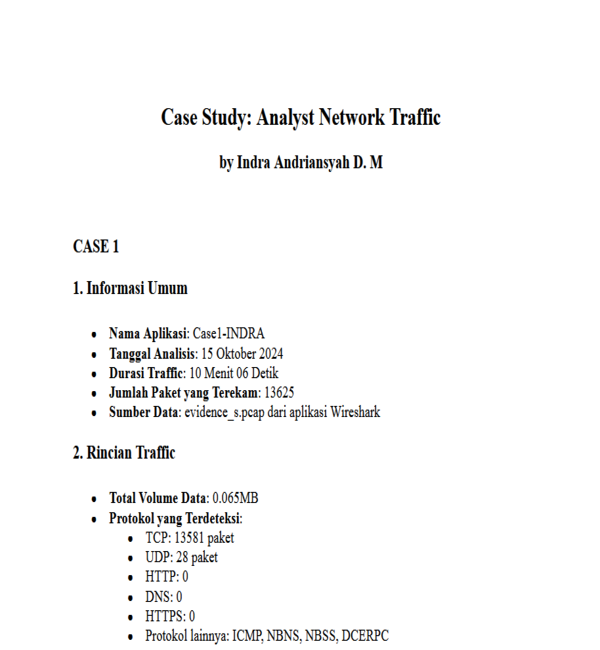 Case Study: Analyst Network Traffic
by Indra Andriansyah D. M
CASE 1
1. Informasi Umum
● Nama Aplikasi: Case1-INDRA
● Tanggal Analisis: 15 Oktober 2024
● Durasi Traffic: 10 Menit 06 Detik
● Jumlah Paket yang Terekam: 13625
● Sumber Data: evidence_s.pcap dari aplikasi Wireshark
2. Rincian Traffic
● Total Volume Data: 0.065MB
● Protokol yang Terdeteksi:
● TCP: 13581 paket
● UDP: 28 paket
● HTTP: 0
● DNS: 0
● HTTPS: 0
● Protokol lainnya: ICMP, NBNS, NBSS, DCERPC